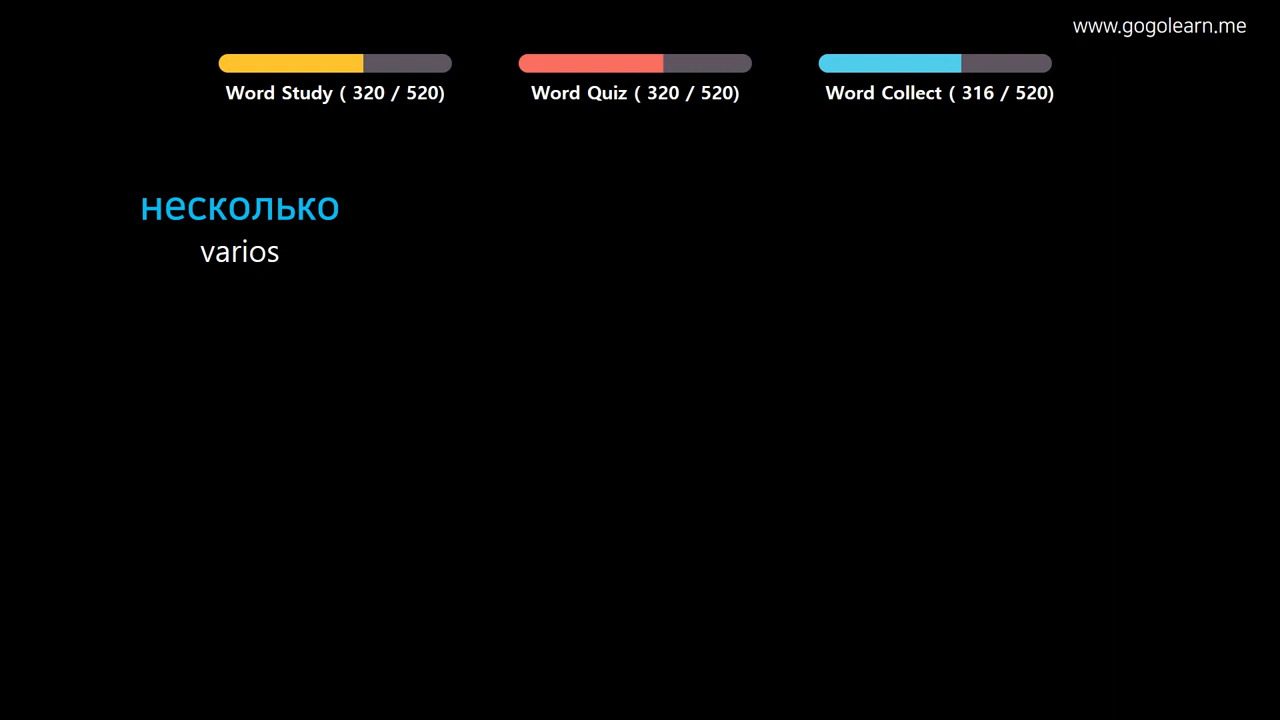 www.gogolearn.me
Word Study ( 320 / 520)
Word Quiz ( 320 / 520)
Word Collect ( 316 / 520)
несколько
varios